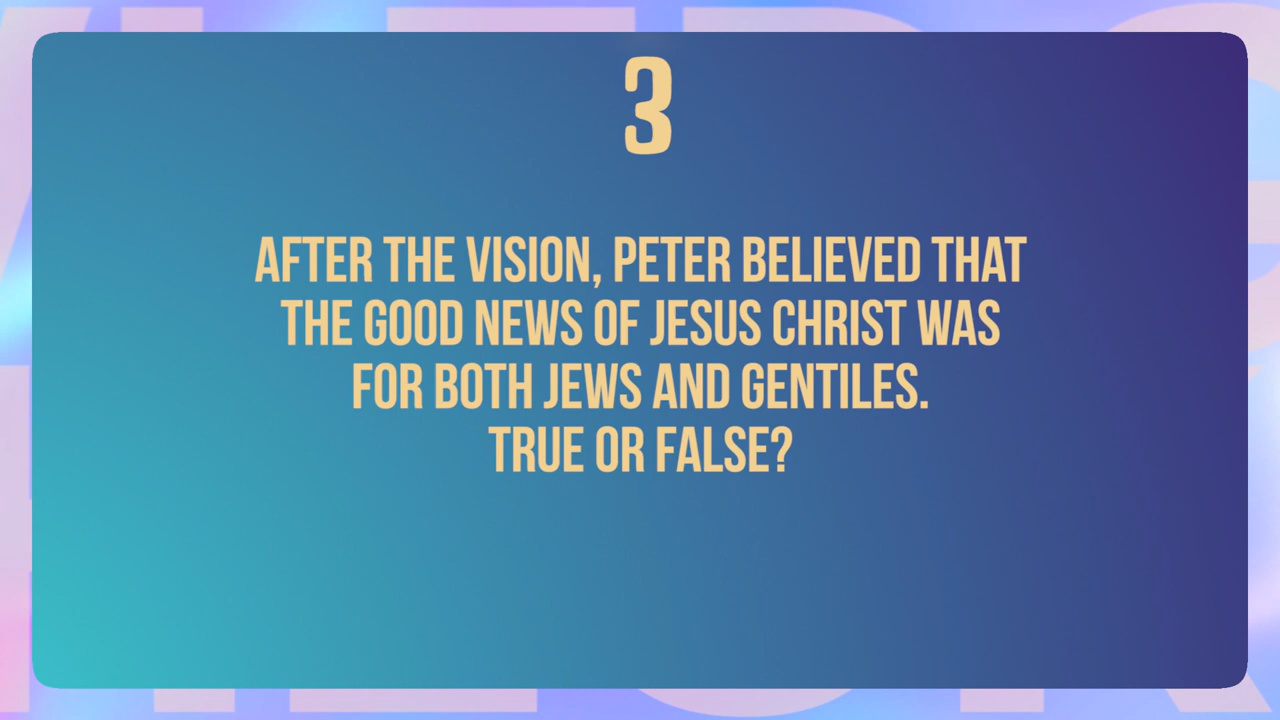 3
AFTER THE VISION, PETER BELIEVED THAT
THE GOOD NEWS OF JESUS CHRIST WAS
FOR BOTH JEWS AND GENTILES.
TRUE OR FALSE?